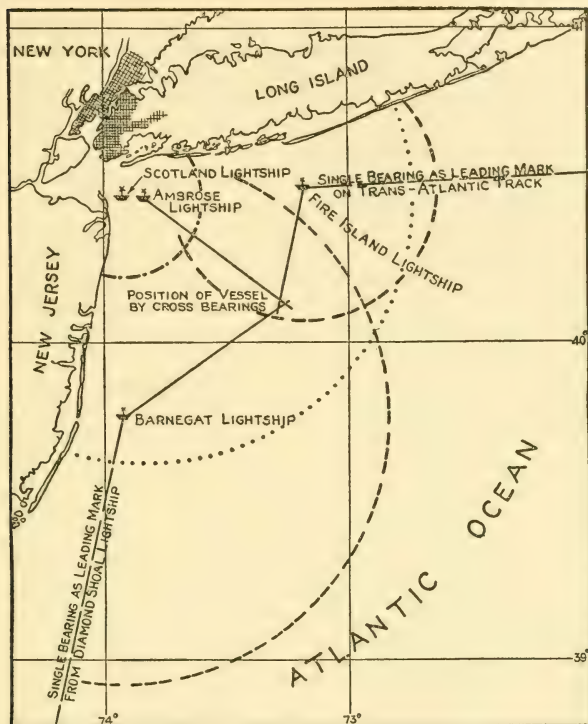 NEW YORK
LONG ISLAND
SCOTLAND LIGHTSHIP
AMBROSE
LIGHTSHIP
SINGLE BEARING AS LEADING MARK
ON TRANS-ATLANTIC TRACK
FIRE ISLAND LIGHTSHIP
NEW JERSEY
POSITION OF VESSEL
BY CROSS BEARINGS
BARNEGAT LIGHTSHIP
ATLANTIC OCEAN
SINGLE BEARING AS LEADING MARK
FROM DIAMOND SHOAL LIGHTSHIP
41°
40°
39°
74°
73°